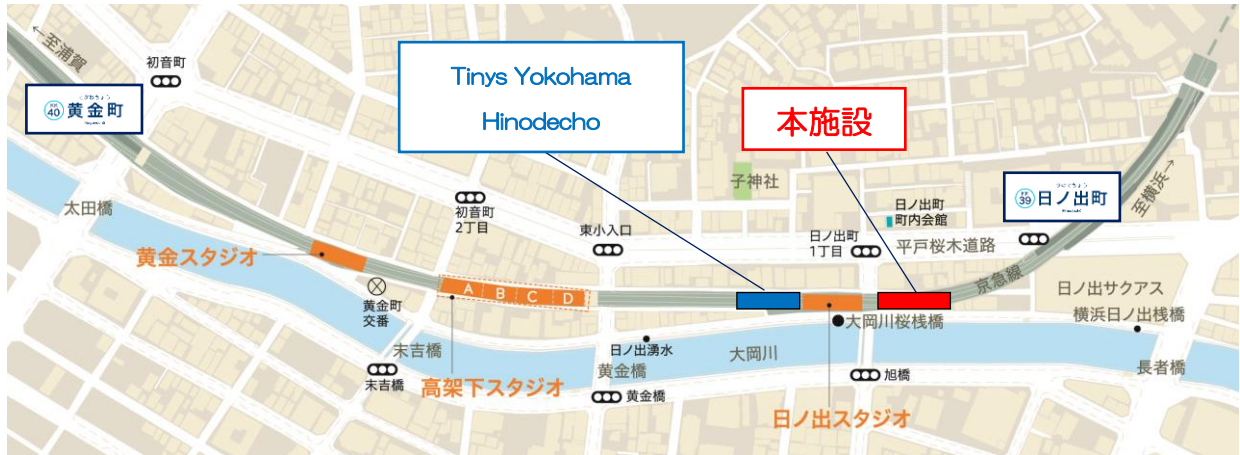 ←至浦賀
初音町
40 黄金町
Tinys Yokohama
Hinodecho
本施設
子神社
日ノ出町
町内会館
39 日ノ出町
至横浜→
太田橋
初音町
2丁目
東小入口
日ノ出町
1丁目
平戸桜木道路
黄金スタジオ
京急線
A B C D
日ノ出サクアス
黄金町
交番
大岡川桜桟橋
横浜日ノ出桟橋
末吉橋
日ノ出湧水
大岡川
黄金橋
長者橋
末吉橋
高架下スタジオ
旭橋
黄金橋
日ノ出スタジオ